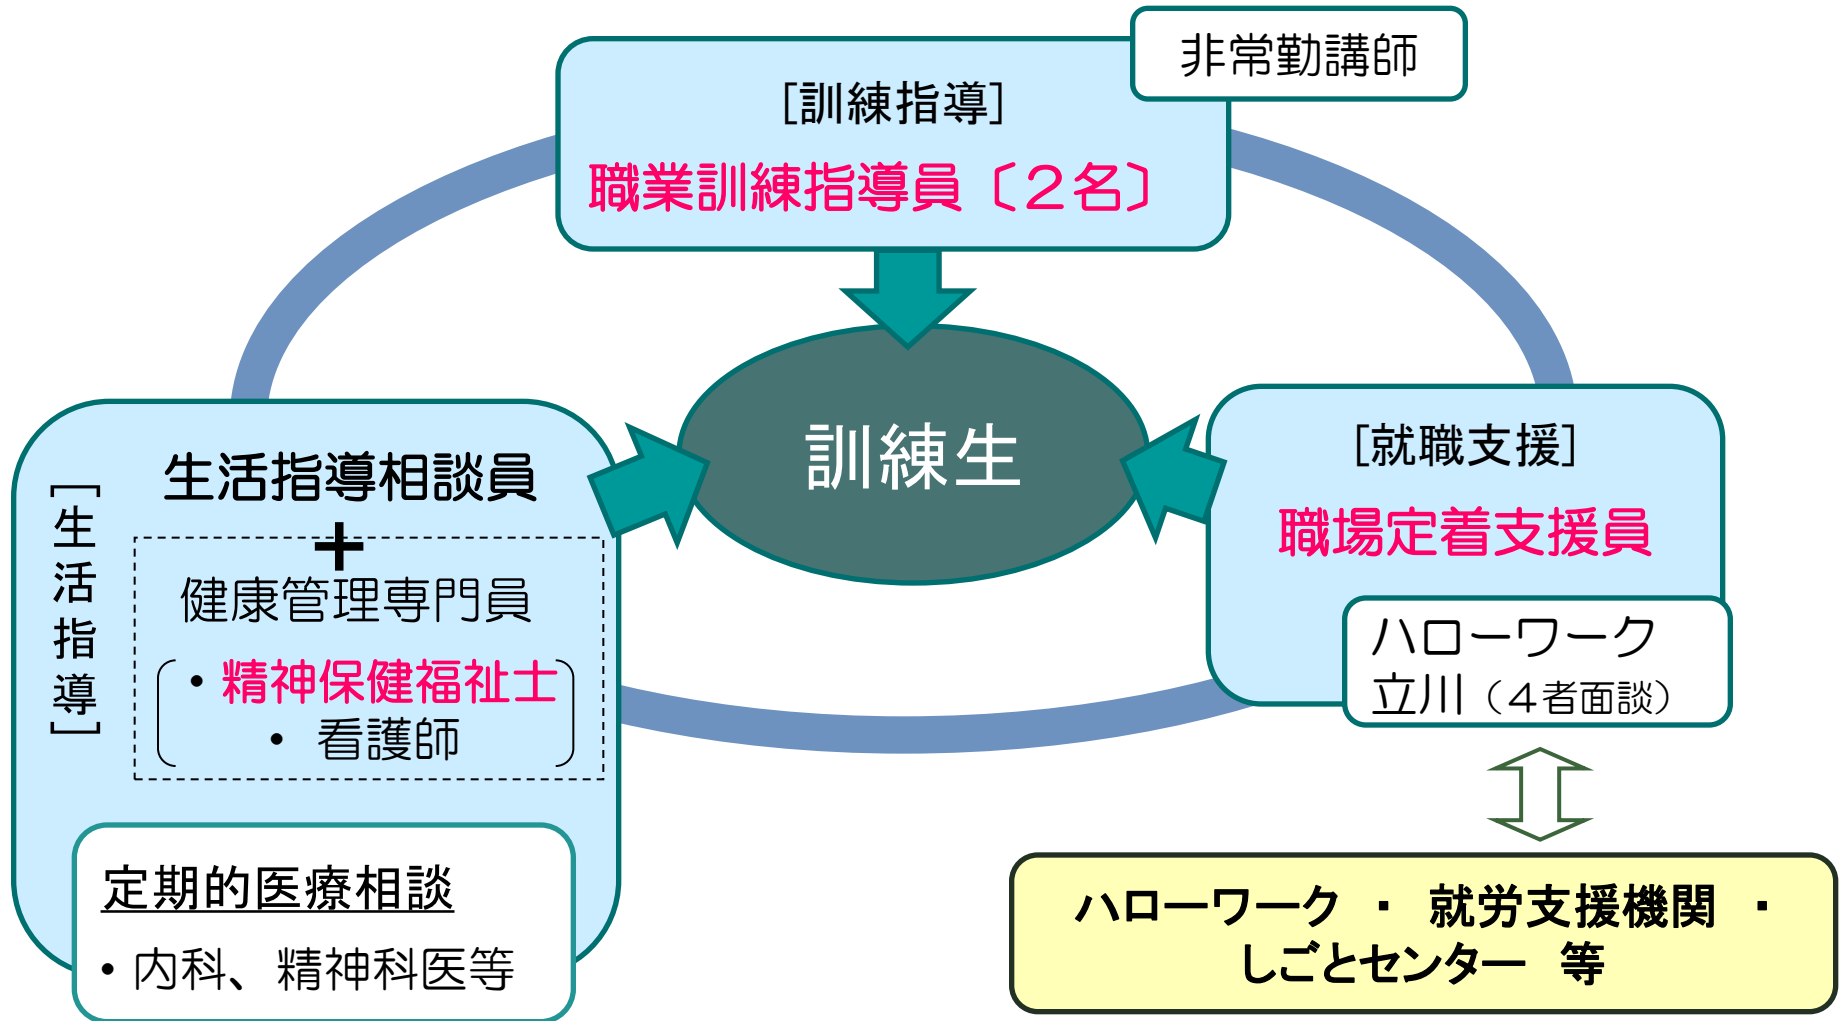 非常勤講師
[訓練指導]
職業訓練指導員〔２名〕
訓練生
[生活指導]
生活指導相談員
＋
健康管理専門員
・精神保健福祉士
・看護師
定期的医療相談
・内科、精神科医等
[就職支援]
職場定着支援員
ハローワーク
立川（４者面談）
ハローワーク ・ 就労支援機関 ・
しごとセンター 等